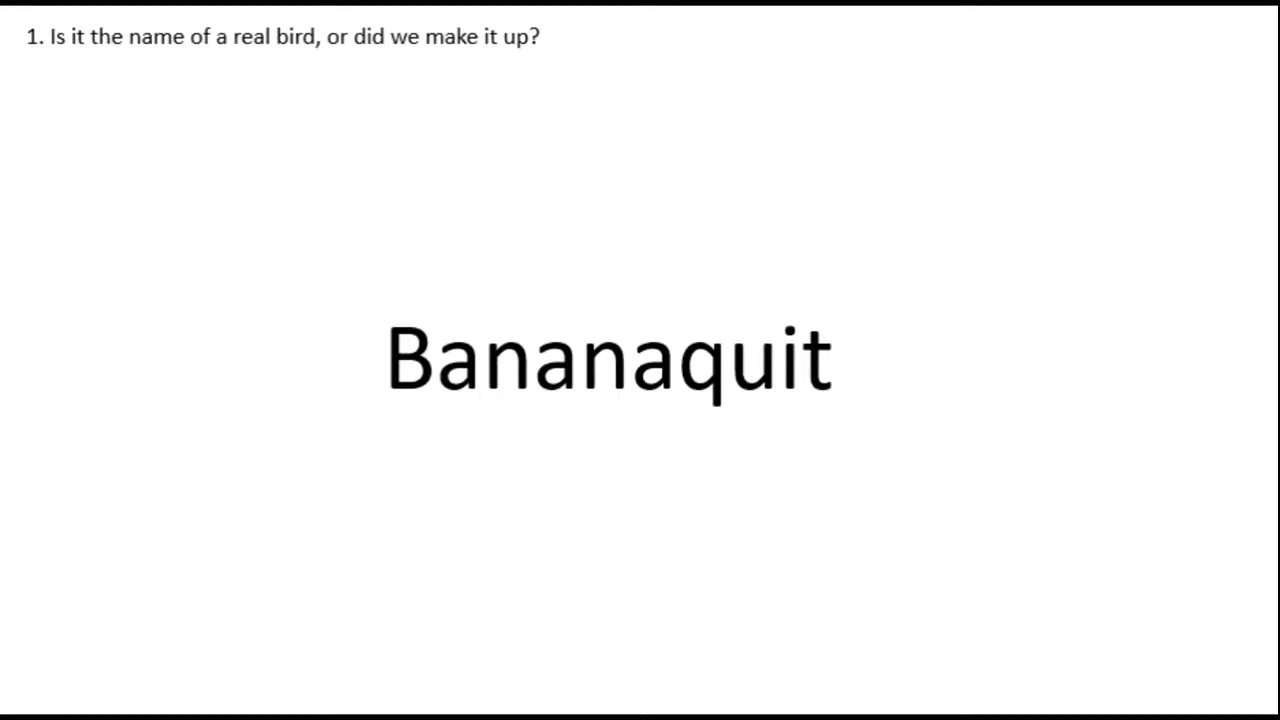 1. Is it the name of a real bird, or did we make it up?
Bananaquit